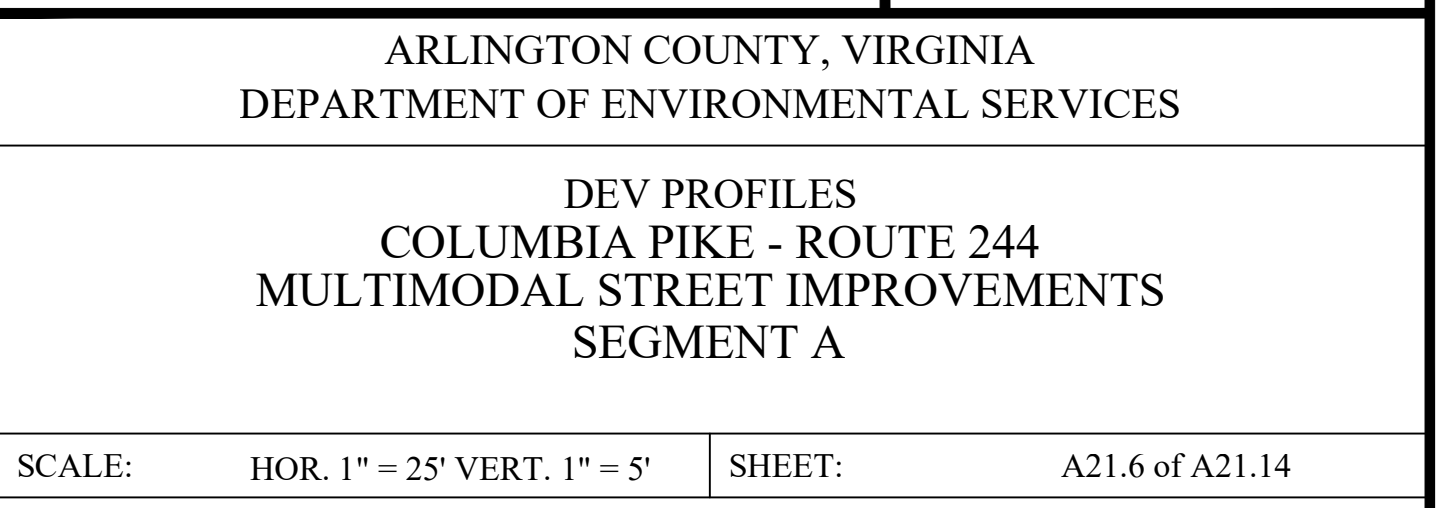 ARLINGTON COUNTY, VIRGINIA
DEPARTMENT OF ENVIRONMENTAL SERVICES
DEV PROFILES
COLUMBIA PIKE - ROUTE 244
MULTIMODAL STREET IMPROVEMENTS
SEGMENT A
SCALE: HOR. 1" = 25' VERT. 1" = 5' SHEET: A21.6 of A21.14